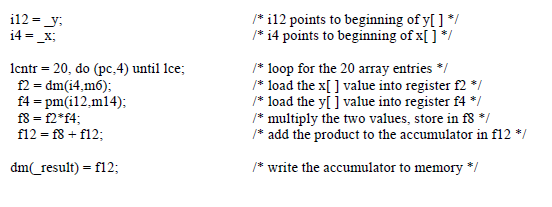 i12 = _y; /* i12 points to beginning of y[ ] */
i4 = _x; /* i4 points to beginning of x[ ] */
lcntr = 20, do (pc,4) until lce; /* loop for the 20 array entries */
f2 = dm(i4,m6); /* load the x[ ] value into register f2 */
f4 = pm(i12,m14); /* load the y[ ] value into register f4 */
f8 = f2*f4; /* multiply the two values, store in f8 */
f12 = f8 + f12; /* add the product to the accumulator in f12 */
dm(_result) = f12; /* write the accumulator to memory */